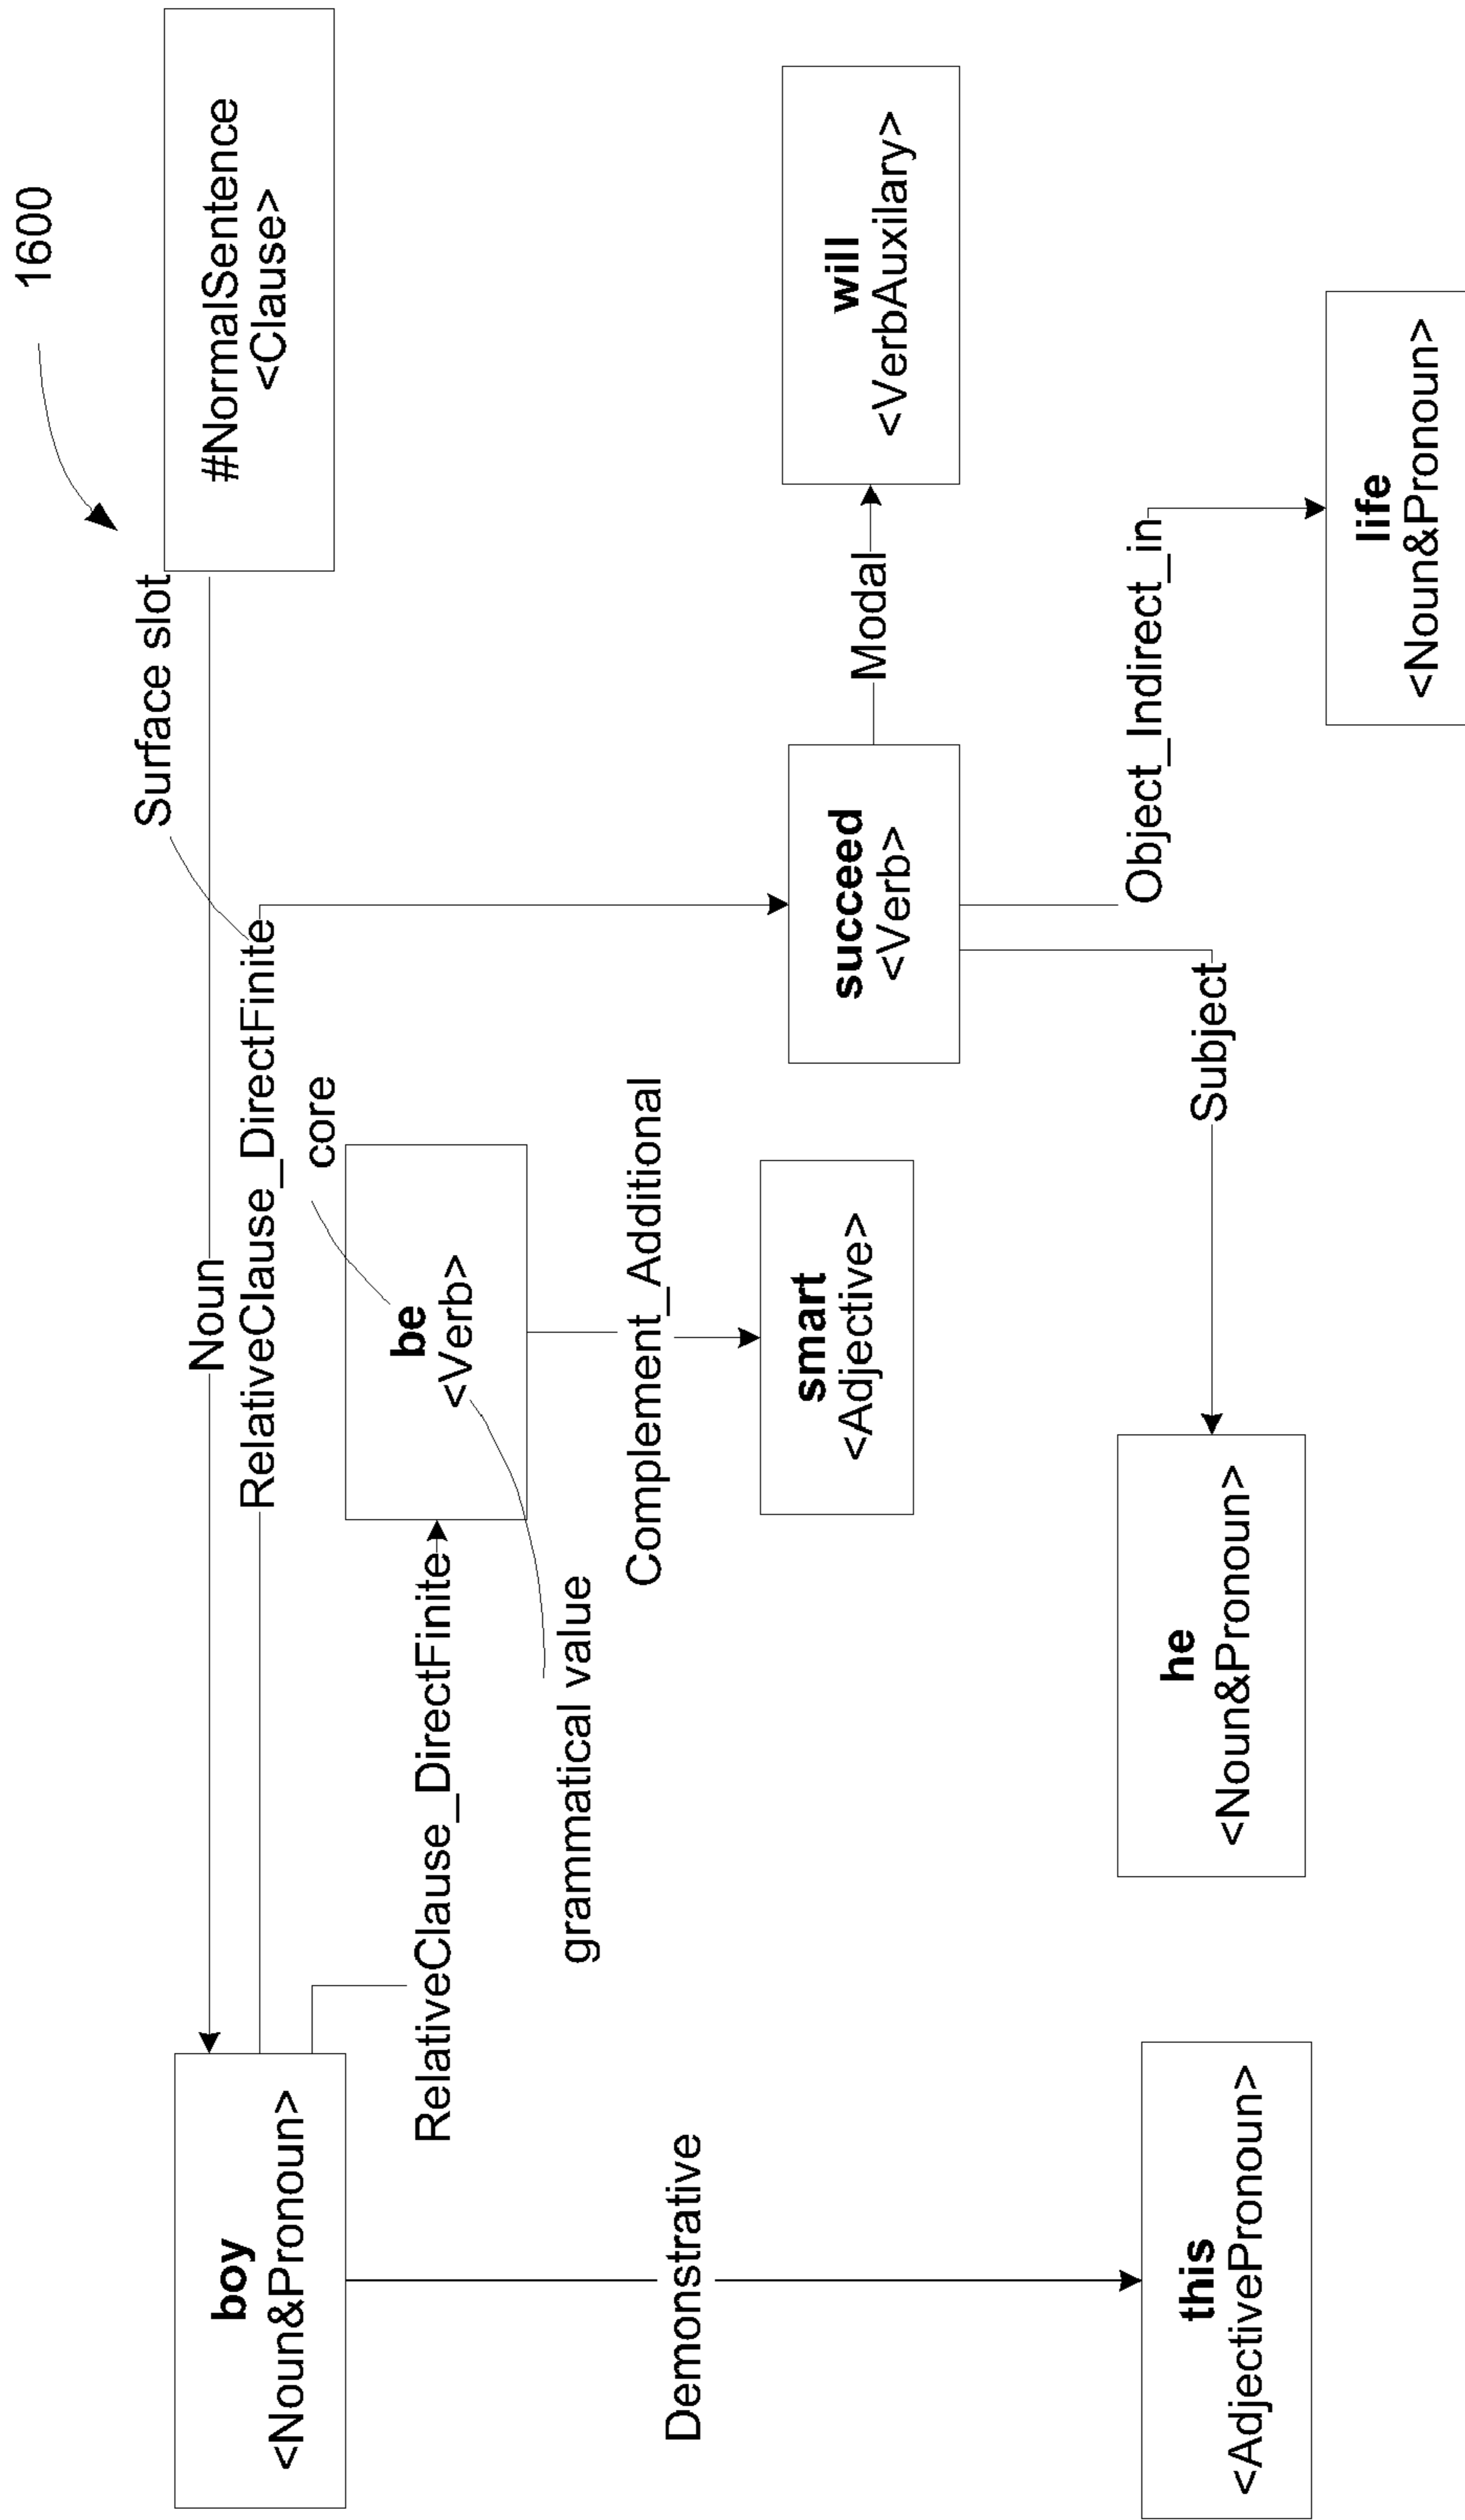 1600
#NormalSentence
<Clause>
Surface slot
Noun
RelativeClause_DirectFinite
boy
<Noun&Pronoun>
core
be
<Verb>
RelativeClause_DirectFinite
grammatical value
Complement_Additional
Demonstrative
smart
<Adjective>
succeed
<Verb>
Modal
will
<VerbAuxilary>
Object_Indirect_in
Subject
this
<AdjectivePronoun>
he
<Noun&Pronoun>
life
<Noun&Pronoun>